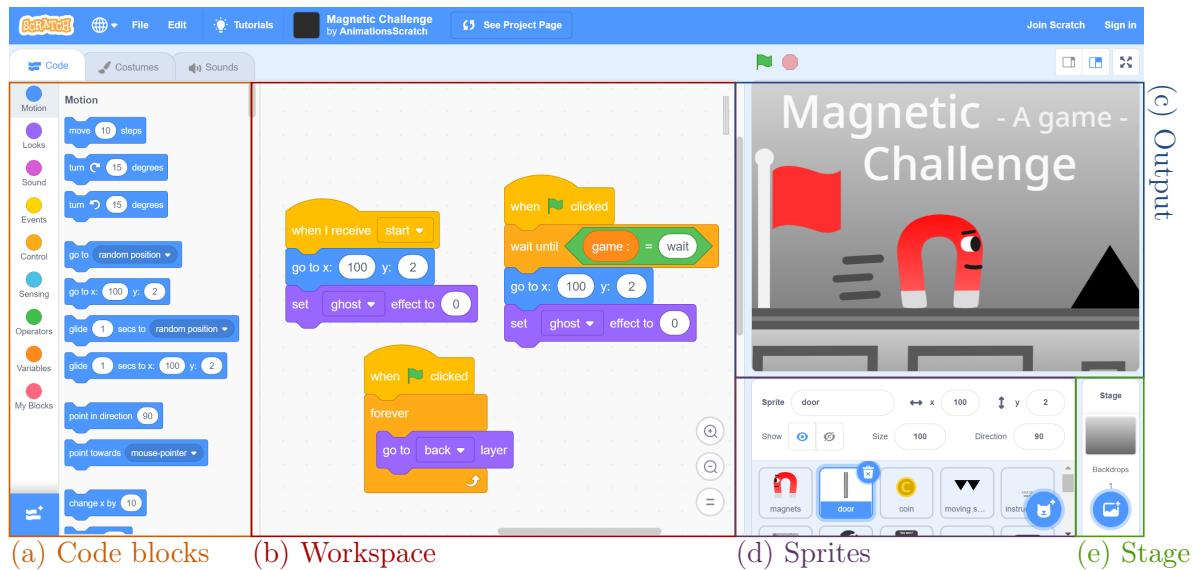 SCRATCH
File
Edit
Tutorials
Magnetic Challenge
by AnimationsScratch
See Project Page
Join Scratch
Sign in
Code
Costumes
Sounds
Motion
Looks
Sound
Events
Control
Sensing
Operators
Variables
My Blocks
Motion
move 10 steps
turn 15 degrees
turn 15 degrees
go to random position
go to x: 100 y: 2
glide 1 secs to random position
glide 1 secs to x: 100 y: 2
point in direction 90
point towards mouse-pointer
change x by 10
when I receive start
go to x: 100 y: 2
set ghost effect to 0
when clicked
wait until game : = wait
go to x: 100 y: 2
set ghost effect to 0
when clicked
forever
go to back layer
Magnetic - A game -
Challenge
(c) Output
Sprite door x 100 y 2
Show Size 100 Direction 90
magnets
door
coin
moving s...
Stage
Backdrops
1
(a) Code blocks
(b) Workspace
(d) Sprites
(e) Stage